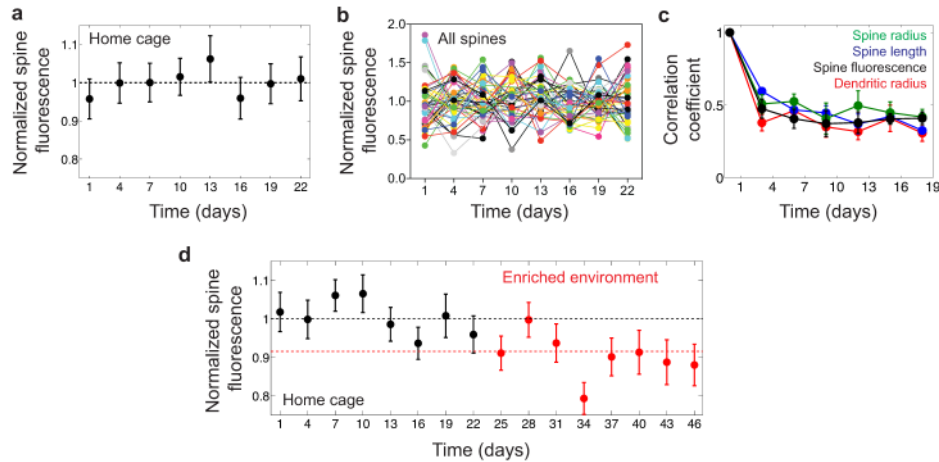 a
Home cage
Normalized spine
fluorescence
1.1
1
0.9
0.8
1 4 7 10 13 16 19 22
Time (days)
b
All spines
Normalized spine
fluorescence
2.0
1.5
1.0
0.5
0.0
1 4 7 10 13 16 19 22
Time (days)
c
Spine radius
Spine length
Spine fluorescence
Dendritic radius
Correlation
coefficient
1
0.5
1 4 7 10 13 16 19
Time (days)
d
Enriched environment
Home cage
Normalized spine
fluorescence
1.1
1
0.9
0.8
1 4 7 10 13 16 19 22 25 28 31 34 37 40 43 46
Time (days)